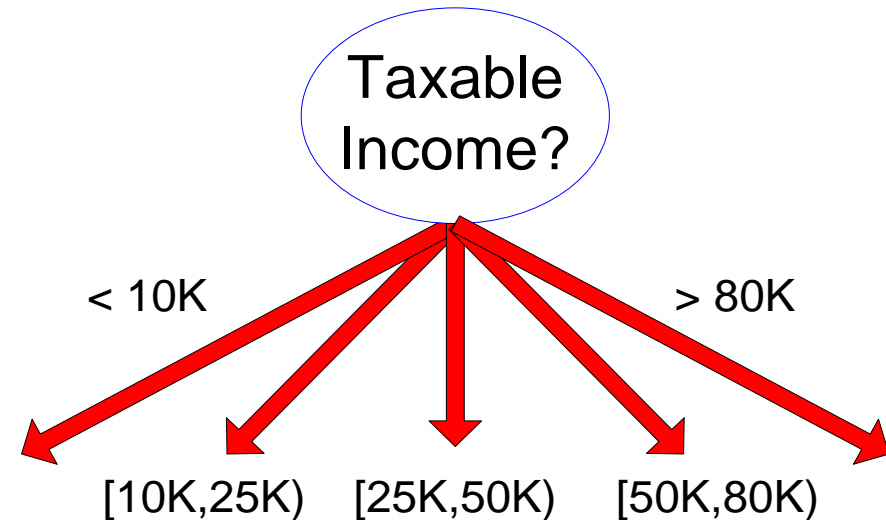 Taxable
Income?
< 10K
> 80K
[10K,25K)
[25K,50K)
[50K,80K)